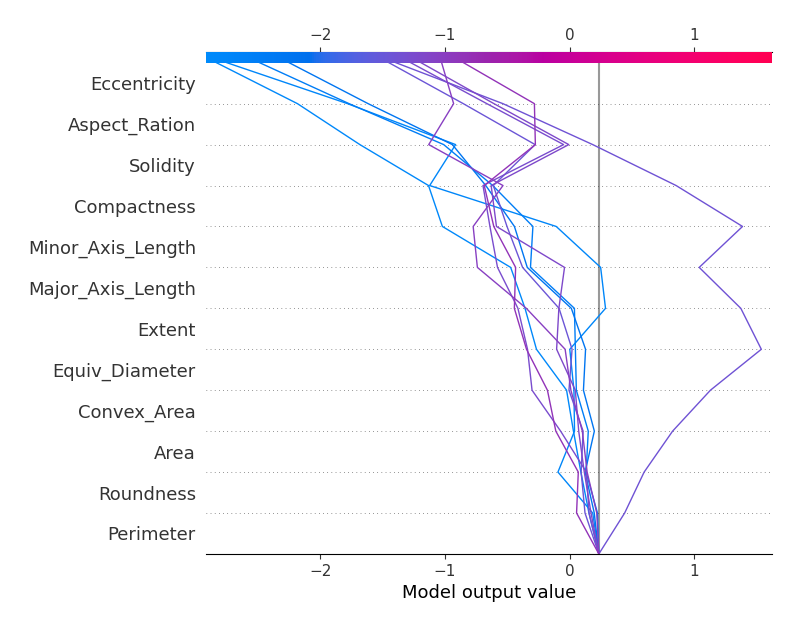 −2 −1 0 1
Eccentricity
Aspect_Ration
Solidity
Compactness
Minor_Axis_Length
Major_Axis_Length
Extent
Equiv_Diameter
Convex_Area
Area
Roundness
Perimeter
−2 −1 0 1
Model output value